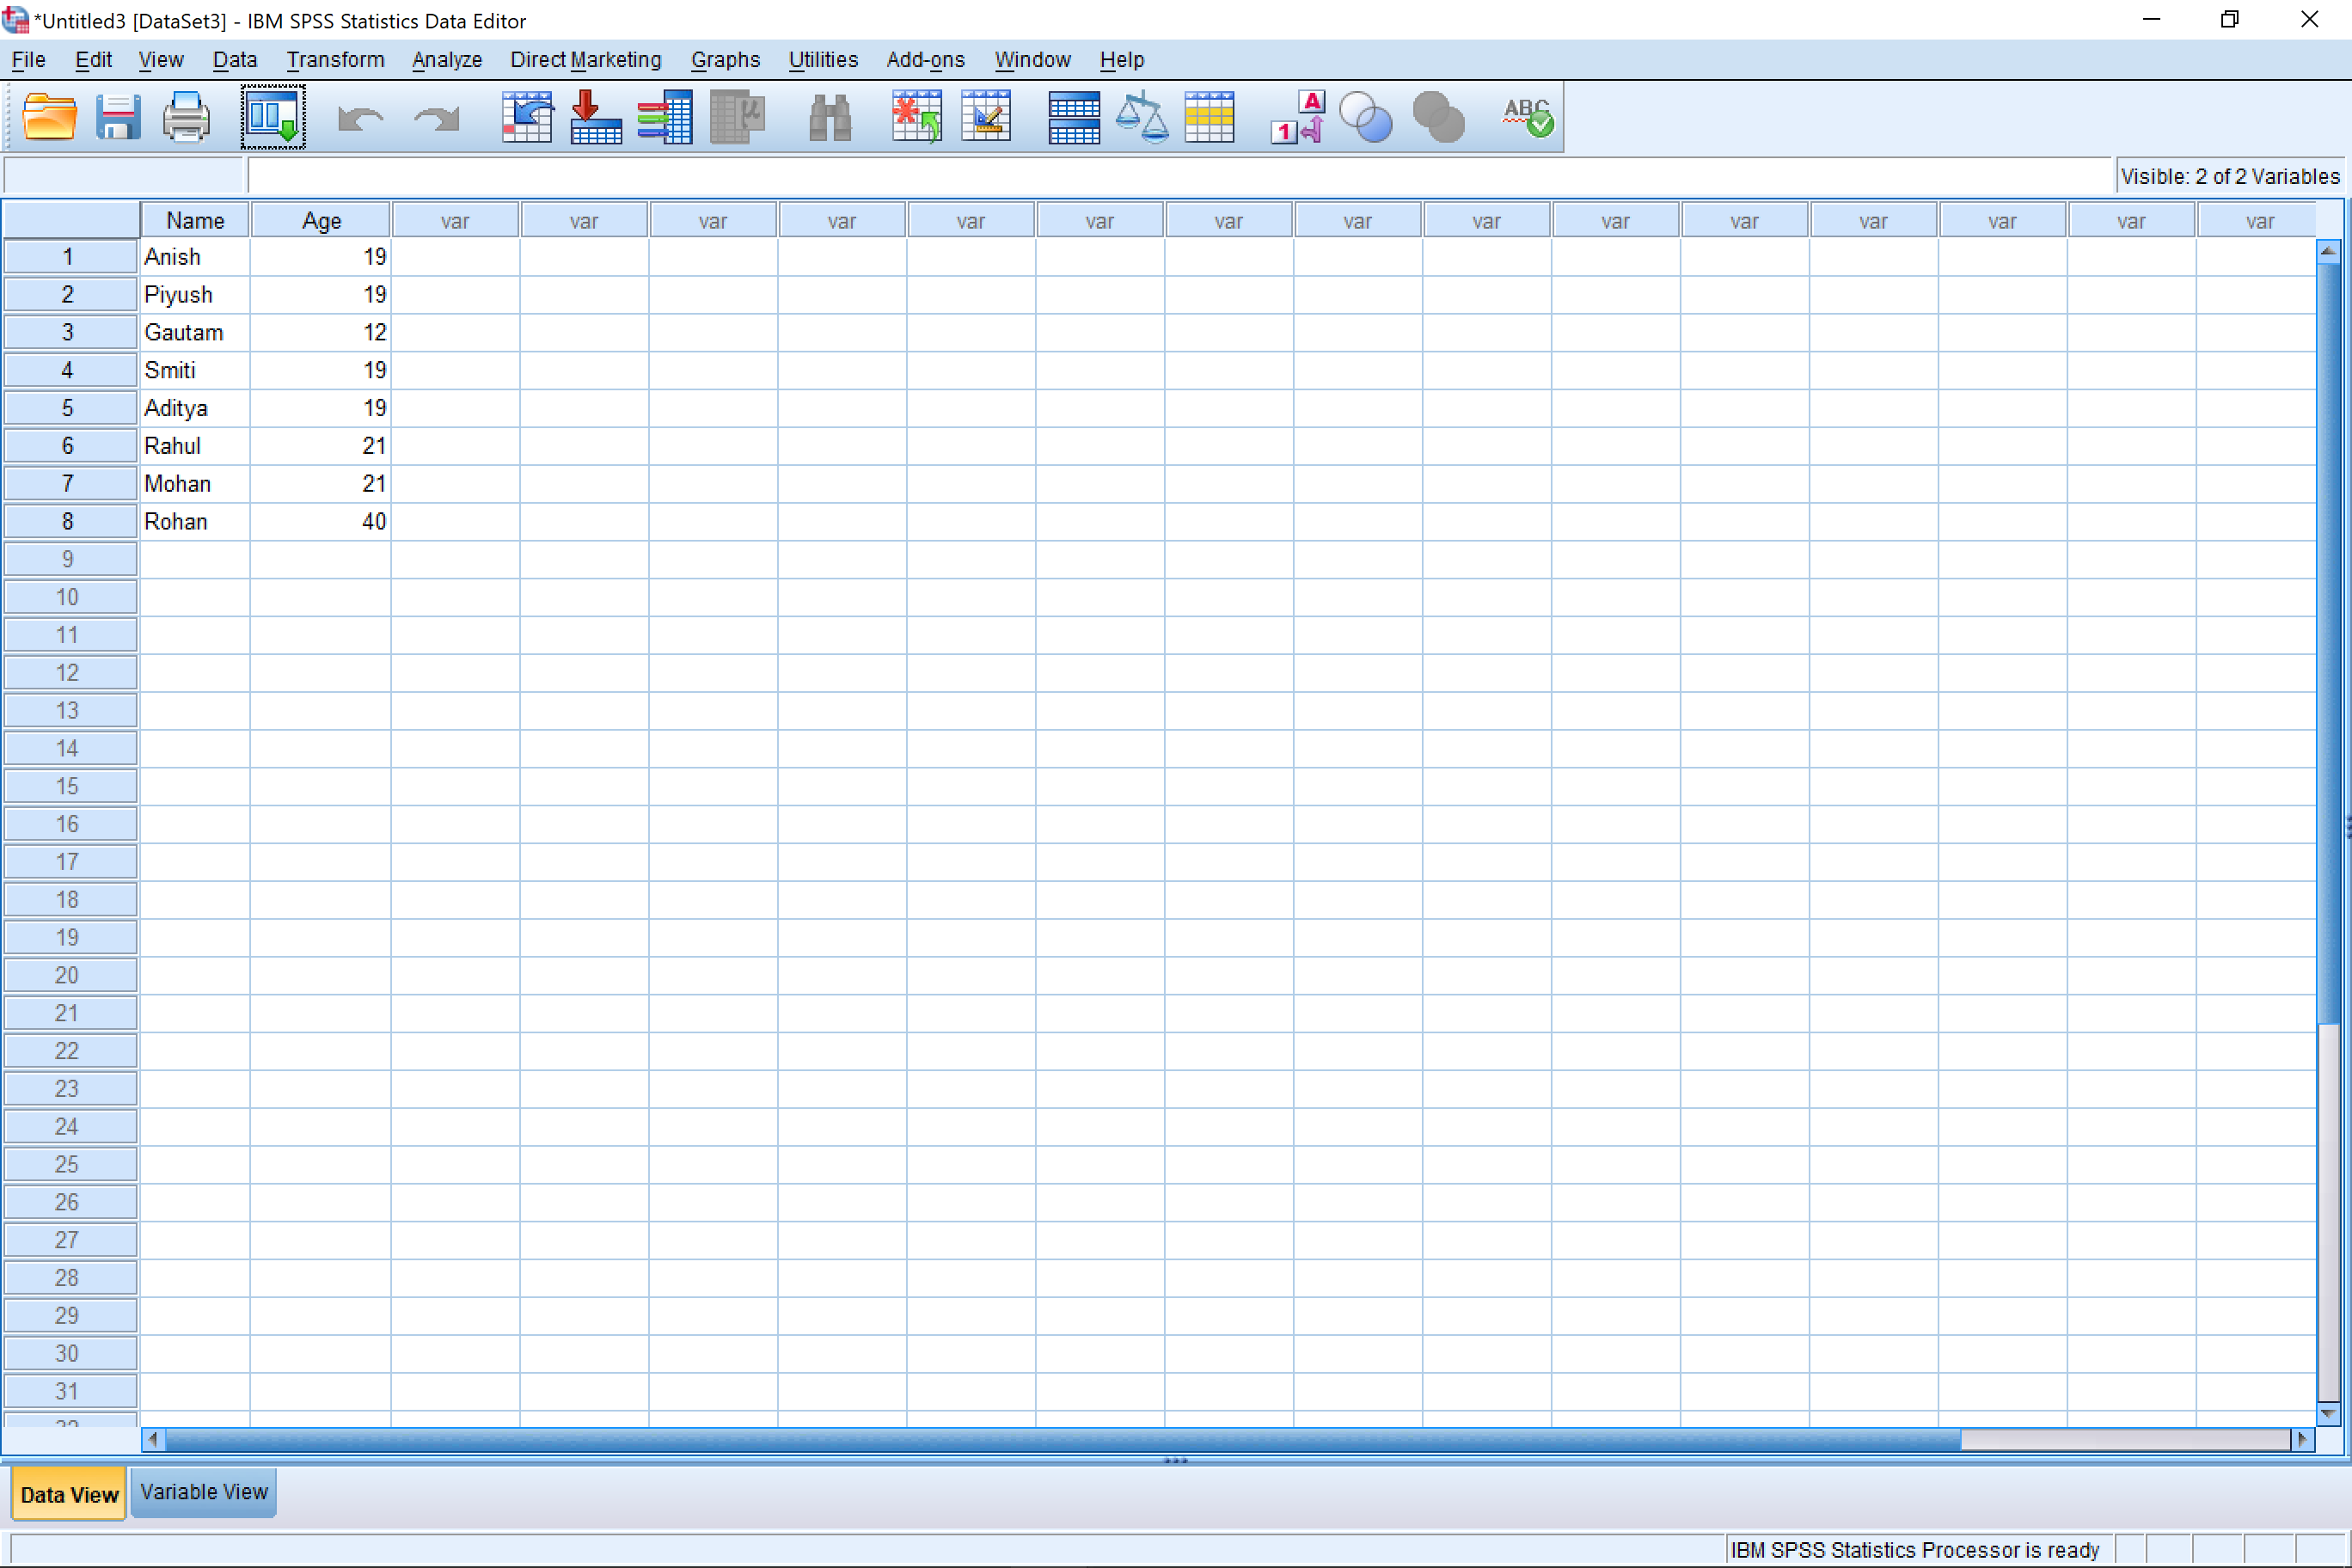 *Untitled3 [DataSet3] - IBM SPSS Statistics Data Editor
File Edit View Data Transform Analyze Direct Marketing Graphs Utilities Add-ons Window Help
A
1
μ
ABC
Visible: 2 of 2 Variables
Name Age var var var var var var var var var var var var var var var
1 Anish 19
2 Piyush 19
3 Gautam 12
4 Smiti 19
5 Aditya 19
6 Rahul 21
7 Mohan 21
8 Rohan 40
9
10
11
12
13
14
15
16
17
18
19
20
21
22
23
24
25
26
27
28
29
30
31
Data View Variable View
IBM SPSS Statistics Processor is ready